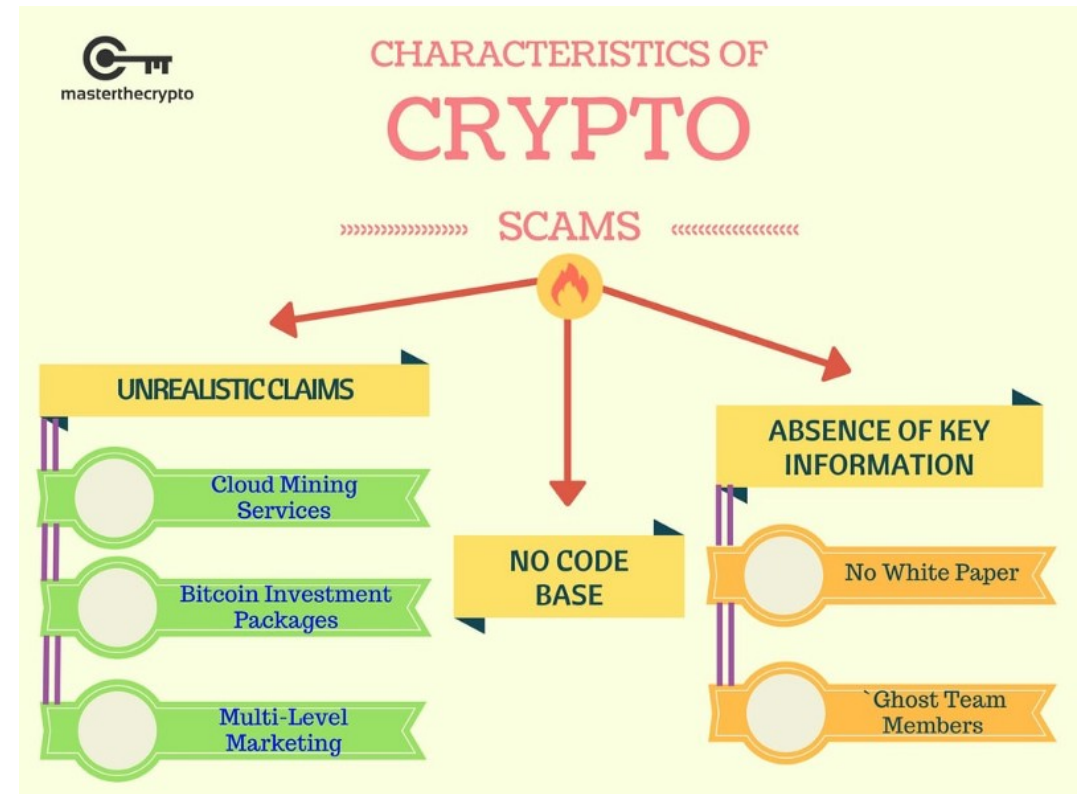 masterthecrypto
CHARACTERISTICS OF
CRYPTO
SCAMS
UNREALISTIC CLAIMS
Cloud Mining
Services
Bitcoin Investment
Packages
Multi-Level
Marketing
NO CODE
BASE
ABSENCE OF KEY
INFORMATION
No White Paper
`Ghost Team
Members